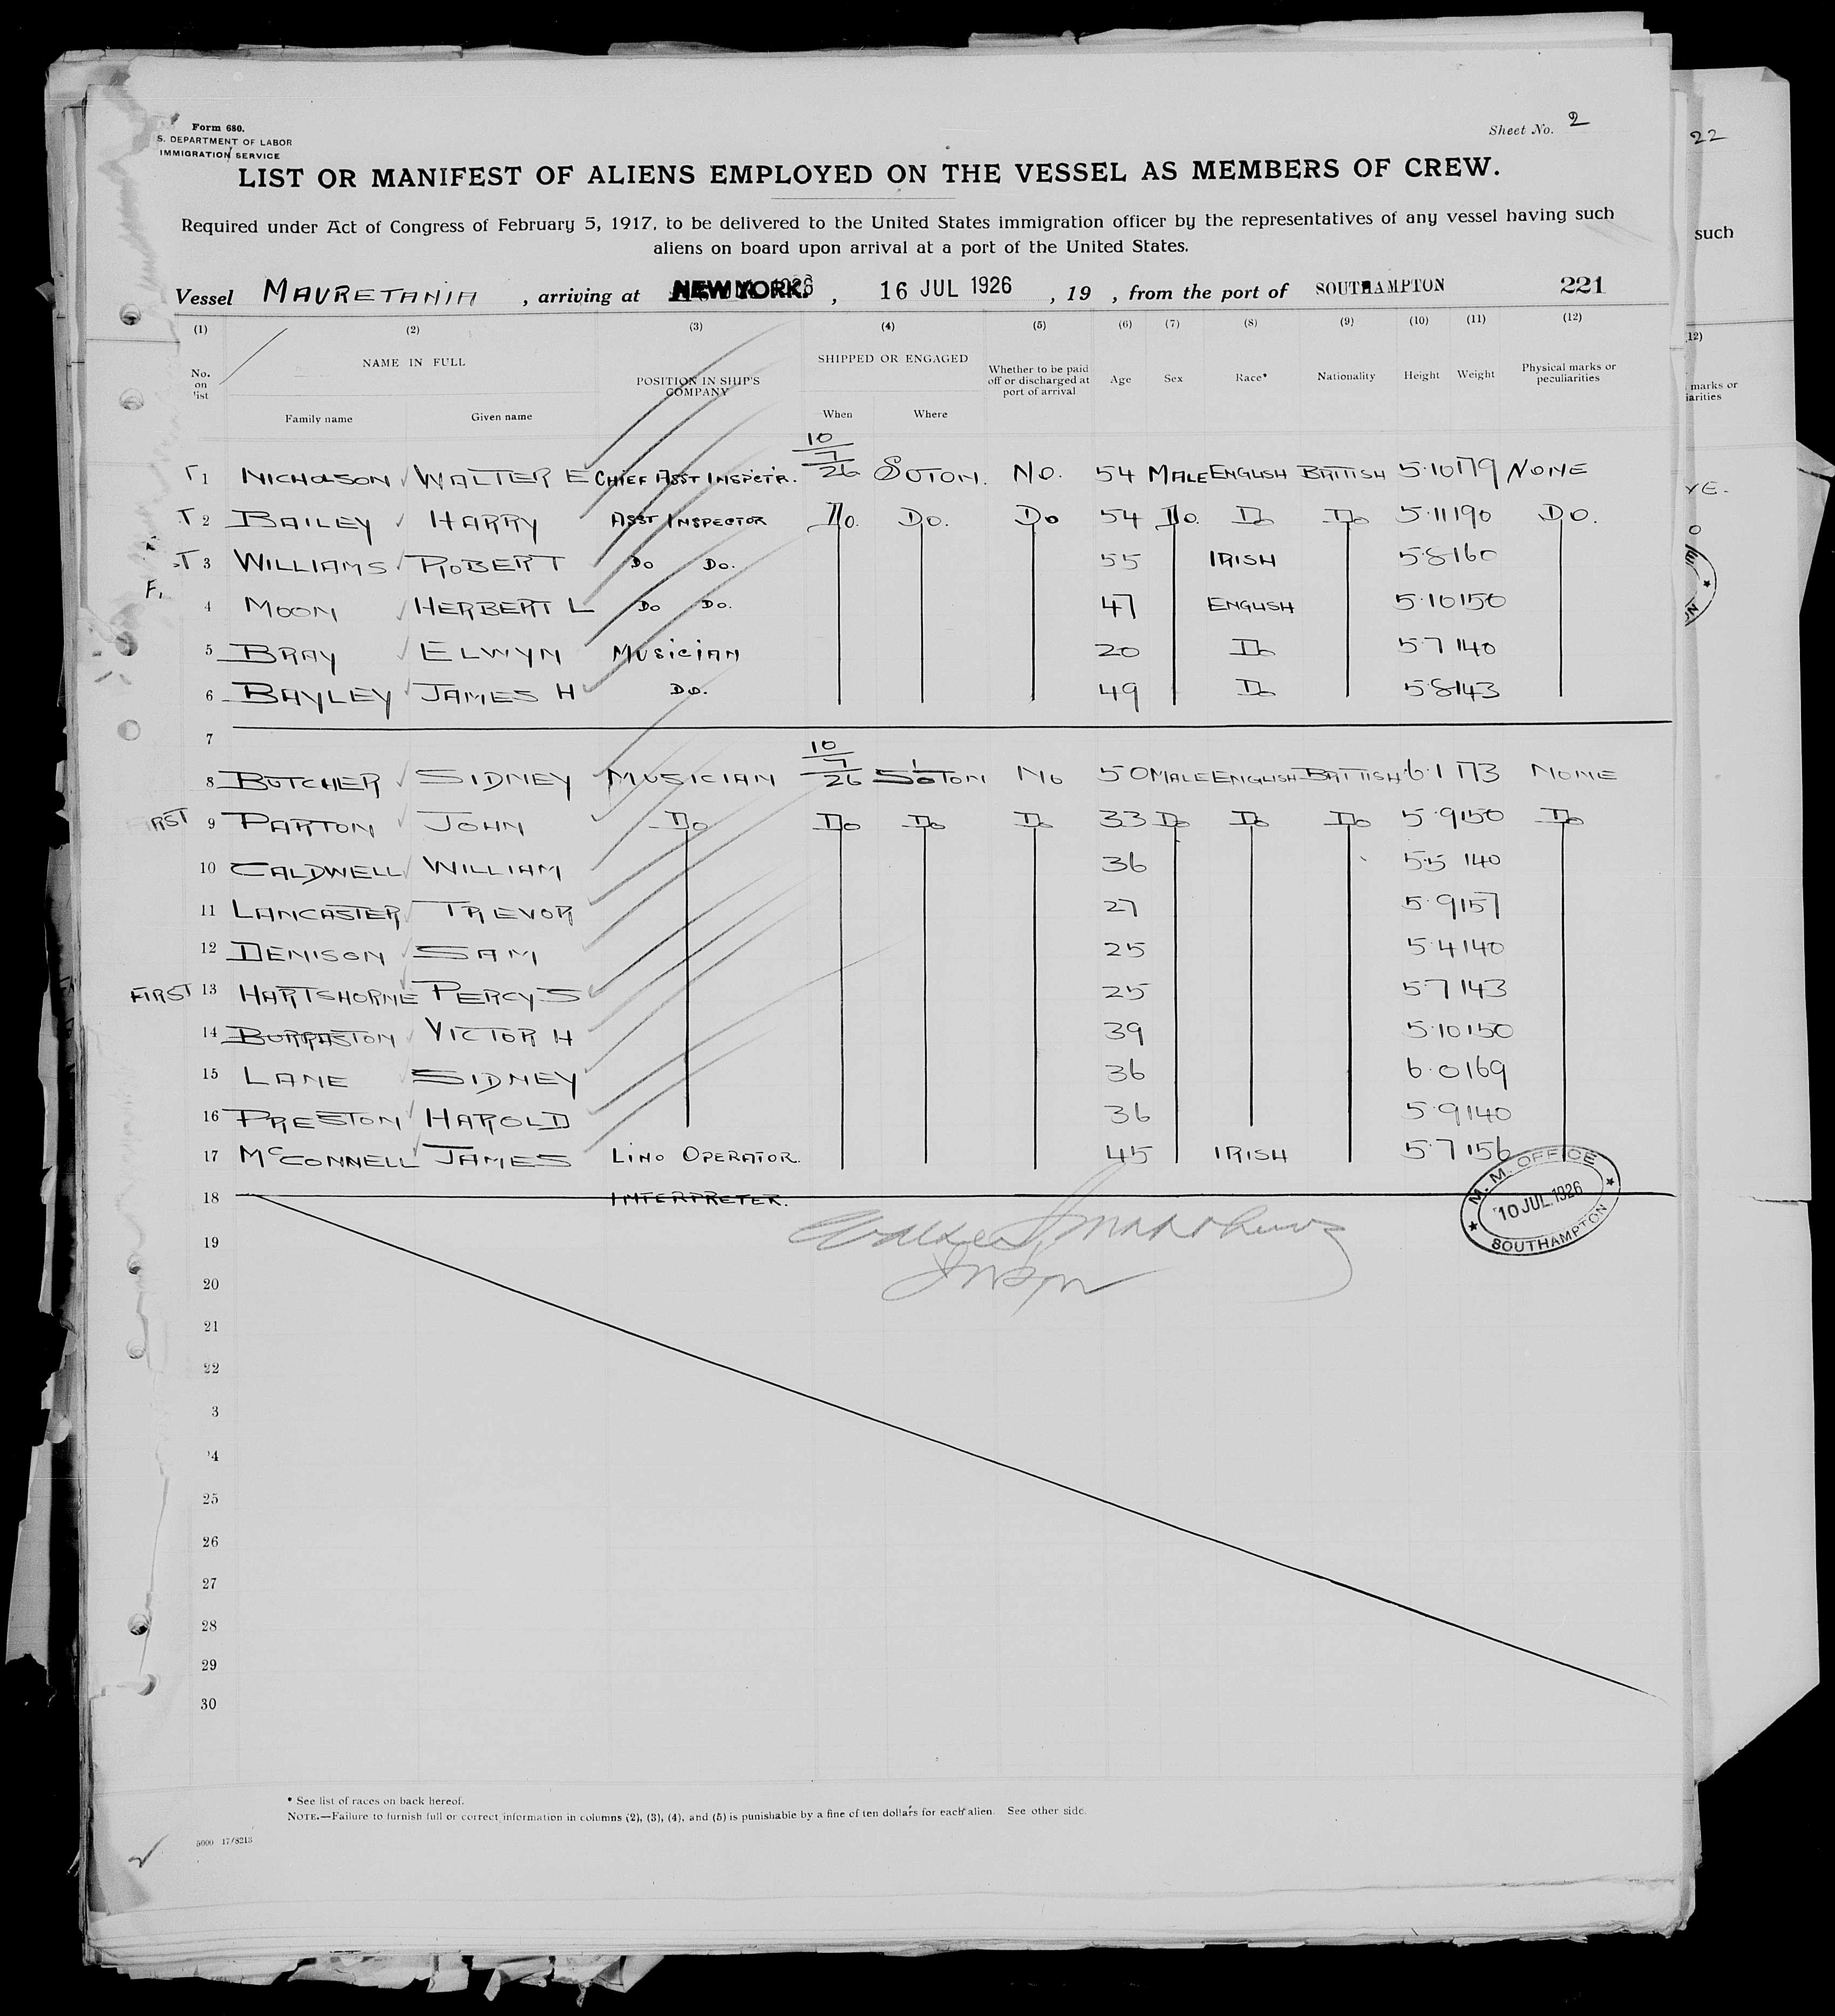 Form 680.
S. DEPARTMENT OF LABOR
IMMIGRATION SERVICE
Sheet No. 2
22
LIST OR MANIFEST OF ALIENS EMPLOYED ON THE VESSEL AS MEMBERS OF CREW.
Required under Act of Congress of February 5, 1917, to be delivered to the United States immigration officer by the representatives of any vessel having such
aliens on board upon arrival at a port of the United States.
such
Vessel MAURETANIA , arriving at NEW YORK. , 16 JUL 1926 , 19 , from the port of SOUTHAMPTON 221
(1) (2) (3) (4) (5) (6) (7) (8) (9) (10) (11) (12)
No. on list NAME IN FULL POSITION IN SHIP'S COMPANY SHIPPED OR ENGAGED Whether to be paid off or discharged at port of arrival Age Sex Race* Nationality Height Weight Physical marks or peculiarities
Family name Given name When Where
12)
marks or
iarities
T 1 NICHOLSON WALTER E CHIEF ASST INSPCTR. 10/7/26 SOTON. NO. 54 MALE ENGLISH BRITISH 5·10 179 NONE
T 2 BAILEY HARRY ASST INSPECTOR DO. DO. DO 54 DO. DO DO 5·11 190 DO.
T 3 WILLIAMS ROBERT DO DO. 55 IRISH 5·8 160
4 MOON HERBERT L DO DO. 47 ENGLISH 5·10 150
5 BRAY ELWYN MUSICIAN 20 DO 5·7 140
6 BAYLEY JAMES H DO. 49 DO 5·8 143
7
8 BUTCHER SIDNEY MUSICIAN 10/7/26 SOTON NO 50 MALE ENGLISH BRITISH 6·1 173 NONE
FIRST 9 PARTON JOHN DO DO DO DO 33 DO DO DO 5·9 150 DO
10 CALDWELL WILLIAM 36 5·5 140
11 LANCASTER TREVOR 27 5·9 157
12 DENISON SAM 25 5·4 140
FIRST 13 HARTSHORNE PERCY S 25 5·7 143
14 BURRASTON VICTOR H 39 5·10 150
15 LANE SIDNEY 36 6·0 169
16 PRESTON HAROLD 36 5·9 140
17 McCONNELL JAMES LINO OPERATOR. 45 IRISH 5·7 156
18 INTERPRETER.
M. M. OFFICE
10 JUL. 1926
SOUTHAMPTON
19
20
21
22
3
4
25
26
27
28
29
30
* See list of races on back hereof.
NOTE.—Failure to furnish full or correct information in columns (2), (3), (4), and (5) is punishable by a fine of ten dollars for each alien. See other side.
5000 17/8215